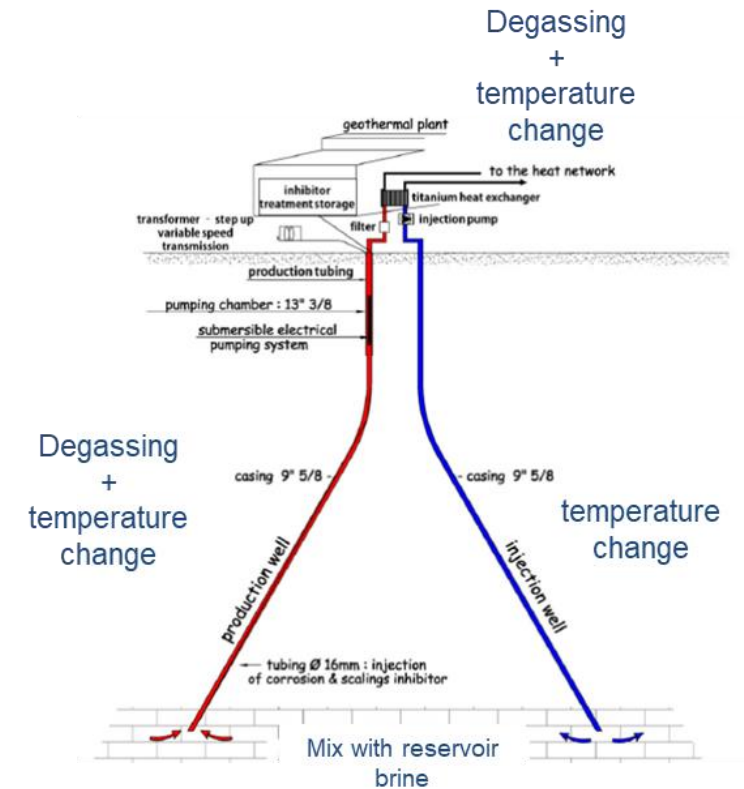 Degassing
+
temperature
change
geothermal plant
to the heat network
inhibitor
treatment storage
titanium heat exchanger
transformer - step up
variable speed
transmission
filter
injection pump
production tubing
pumping chamber : 13" 3/8
submersible electrical
pumping system
Degassing
+
temperature
change
casing 9" 5/8
casing 9" 5/8
temperature
change
production well
injection well
tubing Ø 16mm : injection
of corrosion & scalings inhibitor
Mix with reservoir
brine